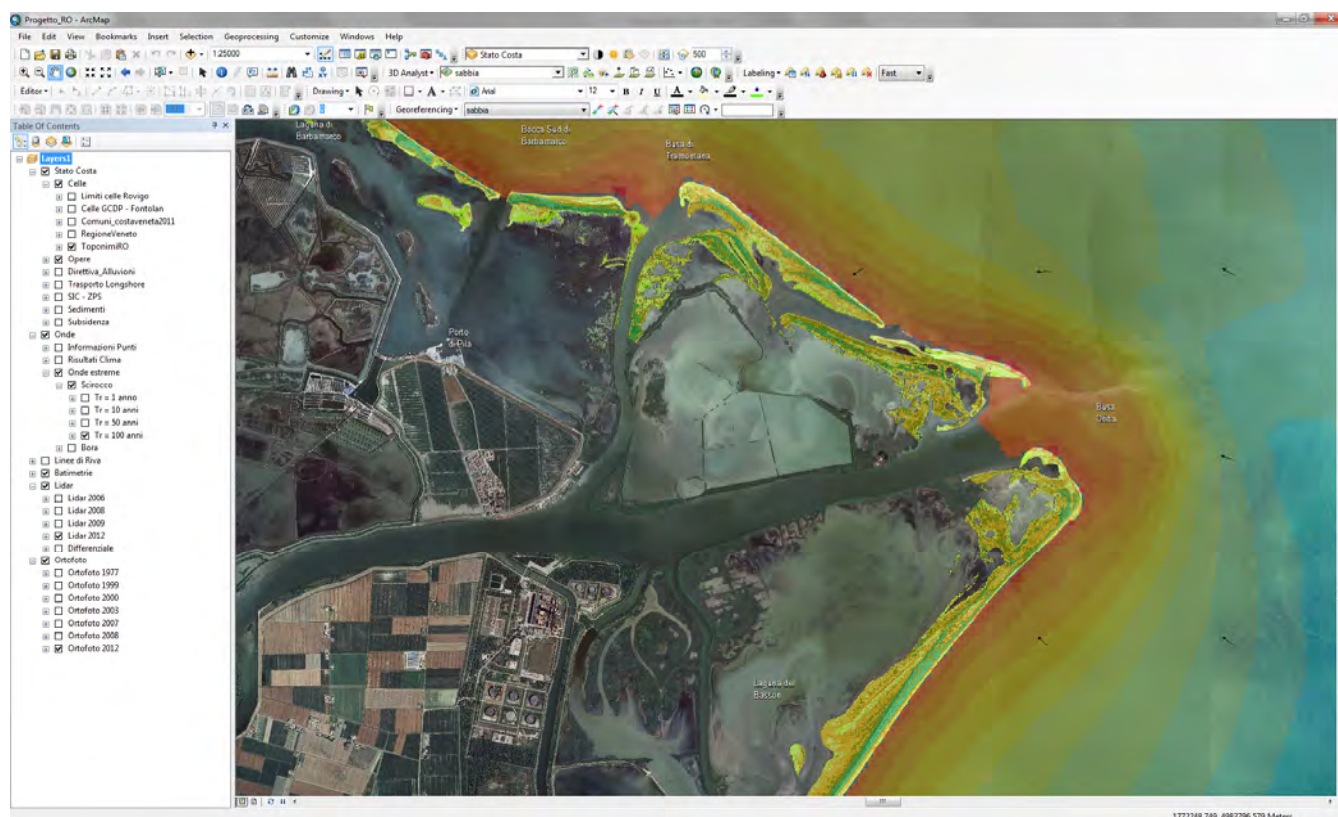 Progetto_RO - ArcMap
File Edit View Bookmarks Insert Selection Geoprocessing Customize Windows Help
1:25000 Stato Costa 500
3D Analyst sabbia Labeling Fast
Editor Drawing A Arial 12 B I U A
Georeferencing sabbia
Table Of Contents
Layers1
Stato Costa
Celle
Limiti celle Rovigo
Celle GCDP - Fontolan
Comuni_costaveneta2011
RegioneVeneto
ToponimiRO
Opere
Direttiva_Alluvioni
Trasporto Longshore
SIC - ZPS
Sedimenti
Subsidenza
Onde
Informazioni Punti
Risultati Clima
Onde estreme
Scirocco
Tr = 1 anno
Tr = 10 anni
Tr = 50 anni
Tr = 100 anni
Bora
Linee di Riva
Batimetrie
Lidar
Lidar 2006
Lidar 2008
Lidar 2009
Lidar 2012
Differenziale
Ortofoto
Ortofoto 1977
Ortofoto 1999
Ortofoto 2000
Ortofoto 2003
Ortofoto 2007
Ortofoto 2008
Ortofoto 2012
Laguna di
Barbamarco
Bocca Sud di
Barbamarco
Busa di
Tramontana
Porto
di Pila
Busa
Dritta
Laguna del
Basson
1772248,749 4982796,579 Meters